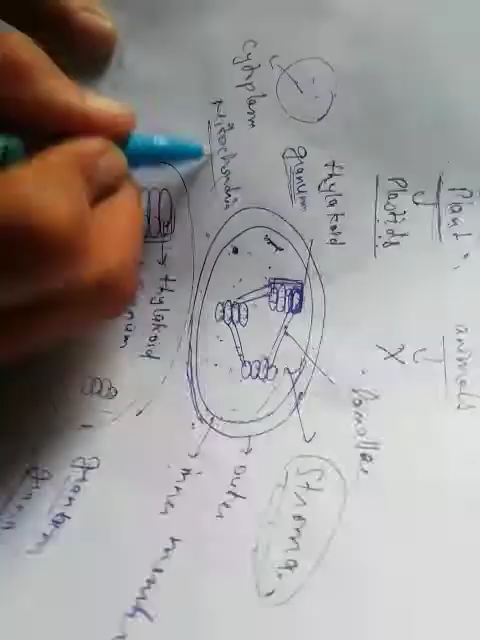 Plant
animals
Plastids
X
thylakoid
granum
Cytoplasm
Mitochondria
lamellae
Stroma
outer
inner
thylakoid